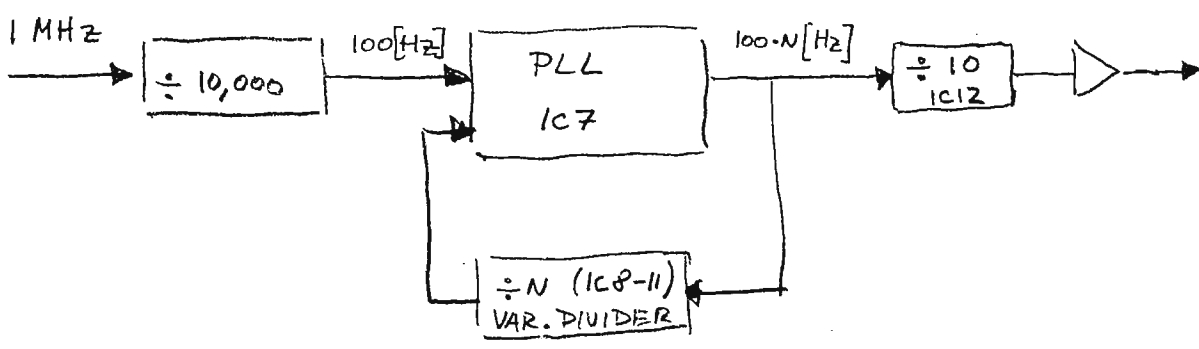 1 MHz
÷ 10,000
100[Hz]
PLL
IC7
100·N[Hz]
÷ 10
IC12
÷N (IC8-11)
VAR. DIVIDER